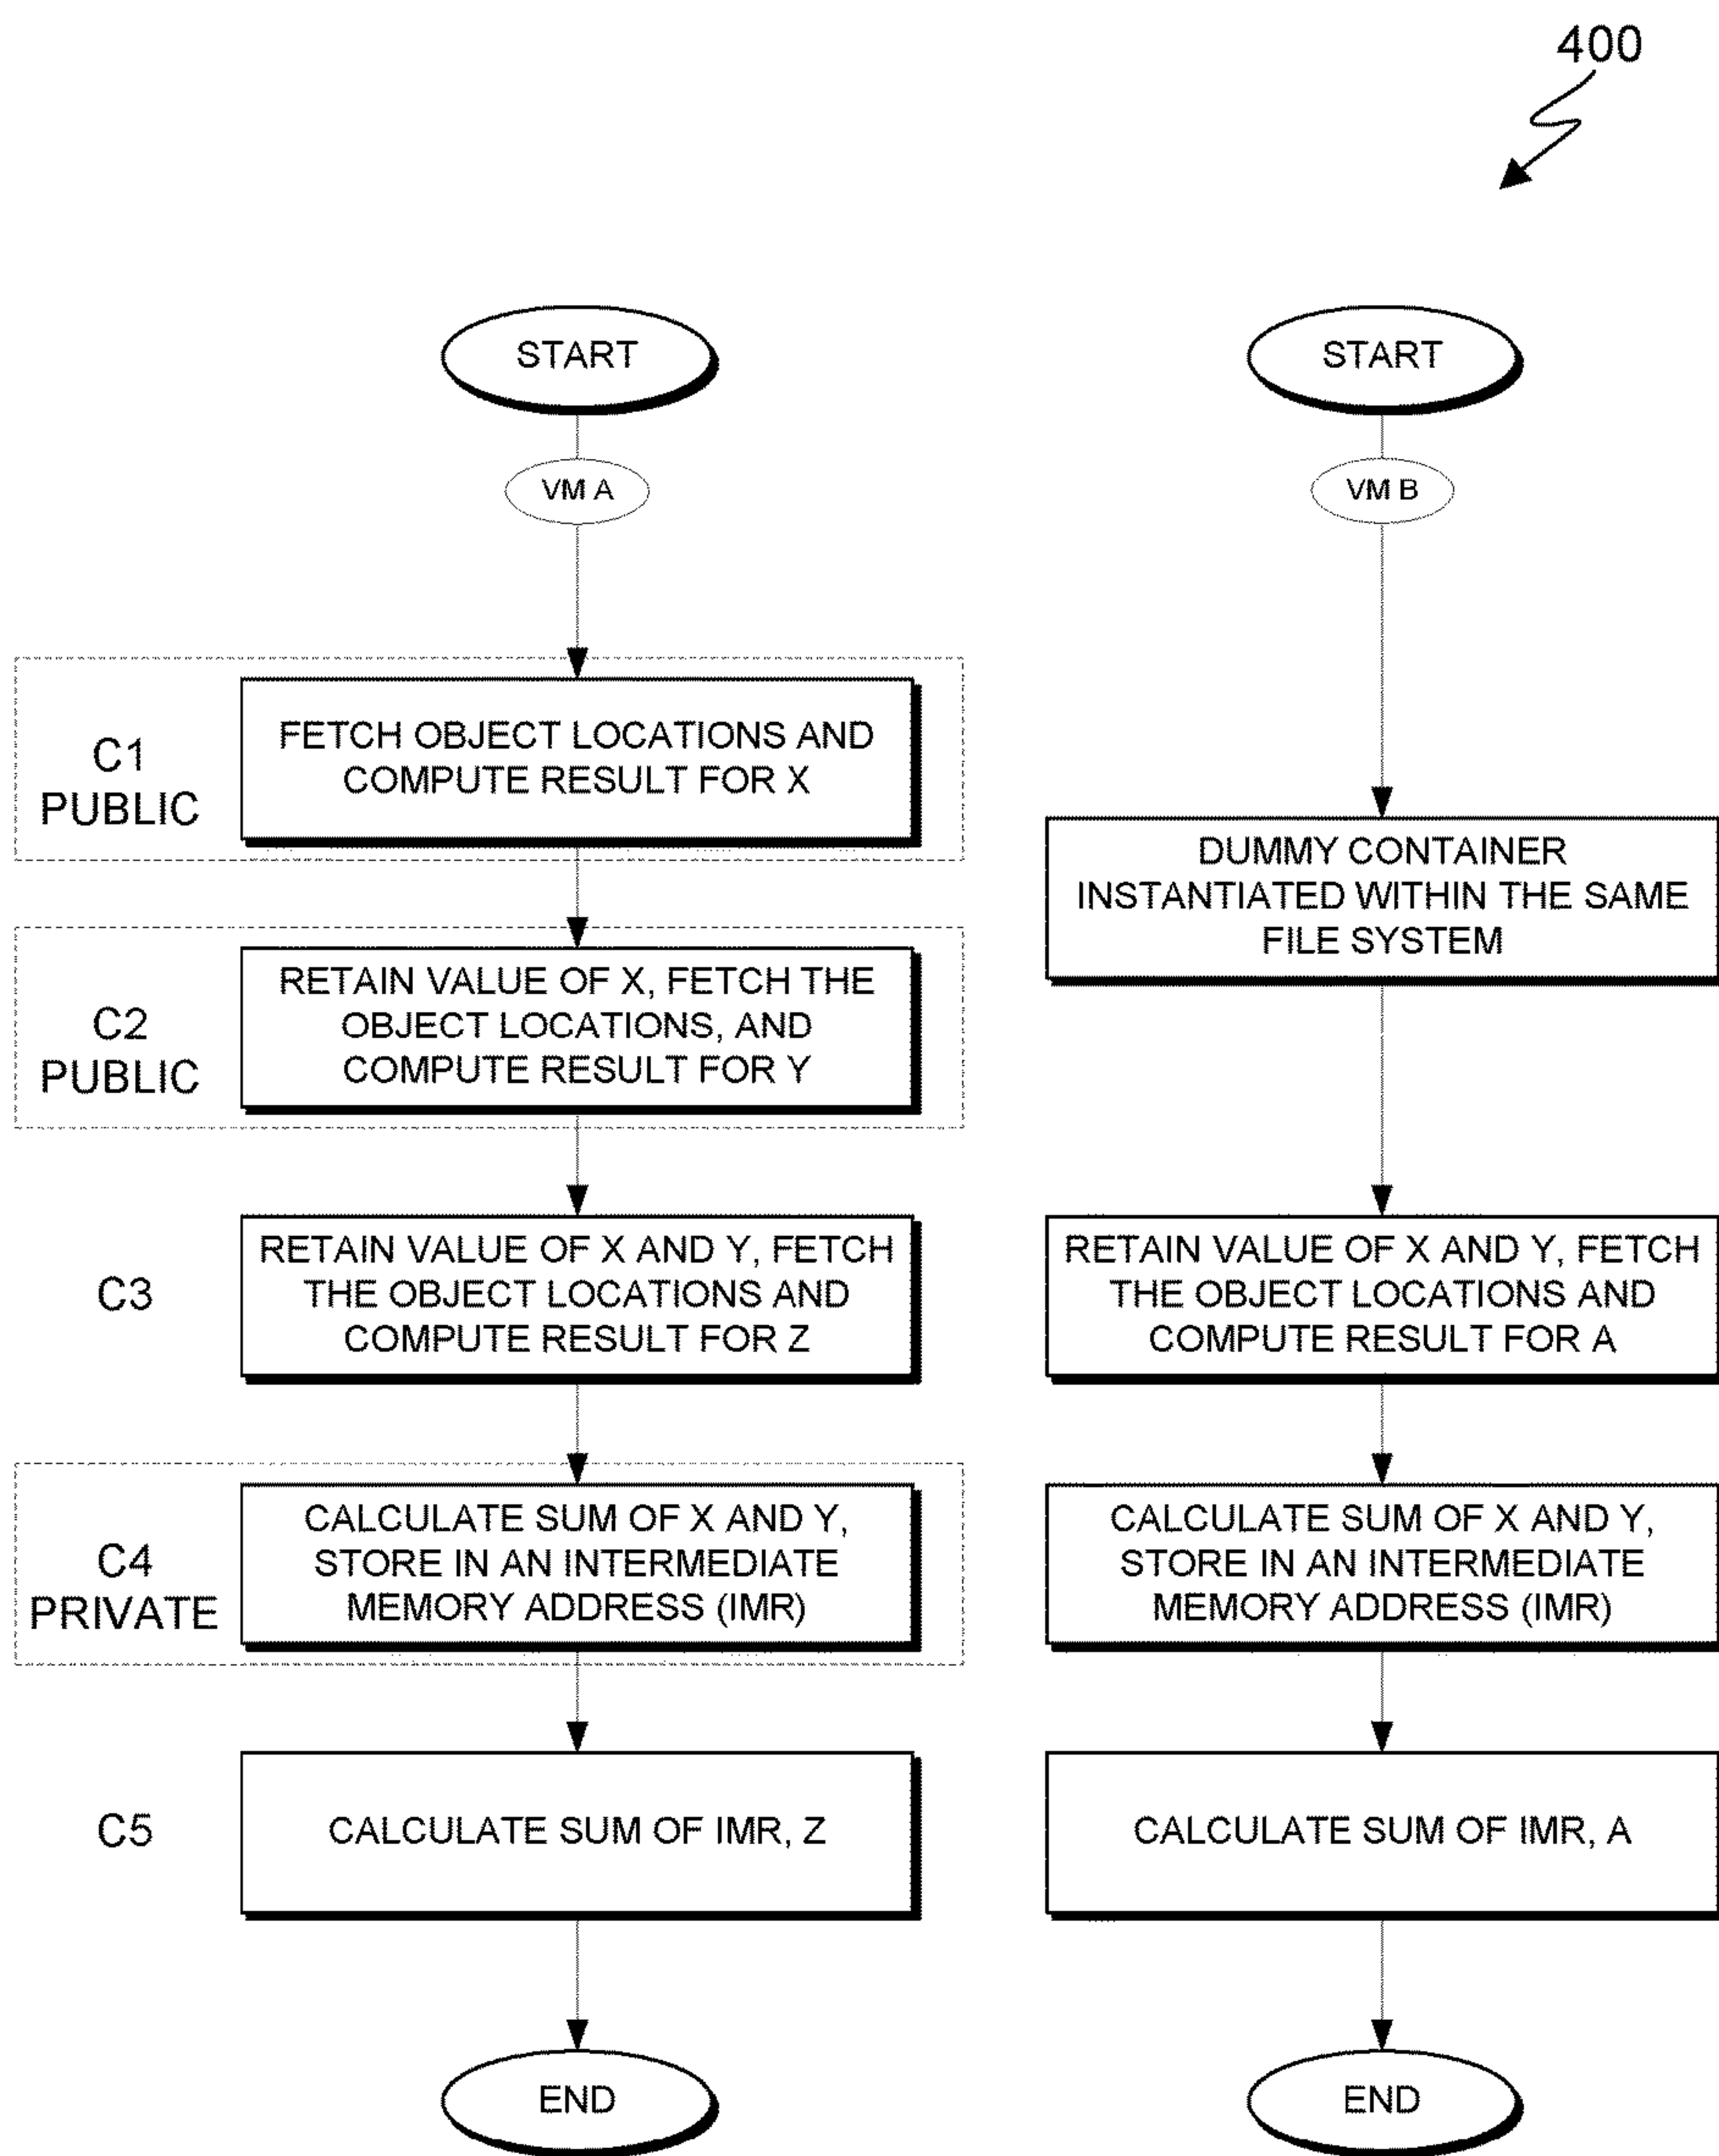 400
START
VM A
C1
PUBLIC
FETCH OBJECT LOCATIONS AND
COMPUTE RESULT FOR X
C2
PUBLIC
RETAIN VALUE OF X, FETCH THE
OBJECT LOCATIONS, AND
COMPUTE RESULT FOR Y
C3
RETAIN VALUE OF X AND Y, FETCH
THE OBJECT LOCATIONS AND
COMPUTE RESULT FOR Z
C4
PRIVATE
CALCULATE SUM OF X AND Y,
STORE IN AN INTERMEDIATE
MEMORY ADDRESS (IMR)
C5
CALCULATE SUM OF IMR, Z
END
START
VM B
DUMMY CONTAINER
INSTANTIATED WITHIN THE SAME
FILE SYSTEM
RETAIN VALUE OF X AND Y, FETCH
THE OBJECT LOCATIONS AND
COMPUTE RESULT FOR A
CALCULATE SUM OF X AND Y,
STORE IN AN INTERMEDIATE
MEMORY ADDRESS (IMR)
CALCULATE SUM OF IMR, A
END